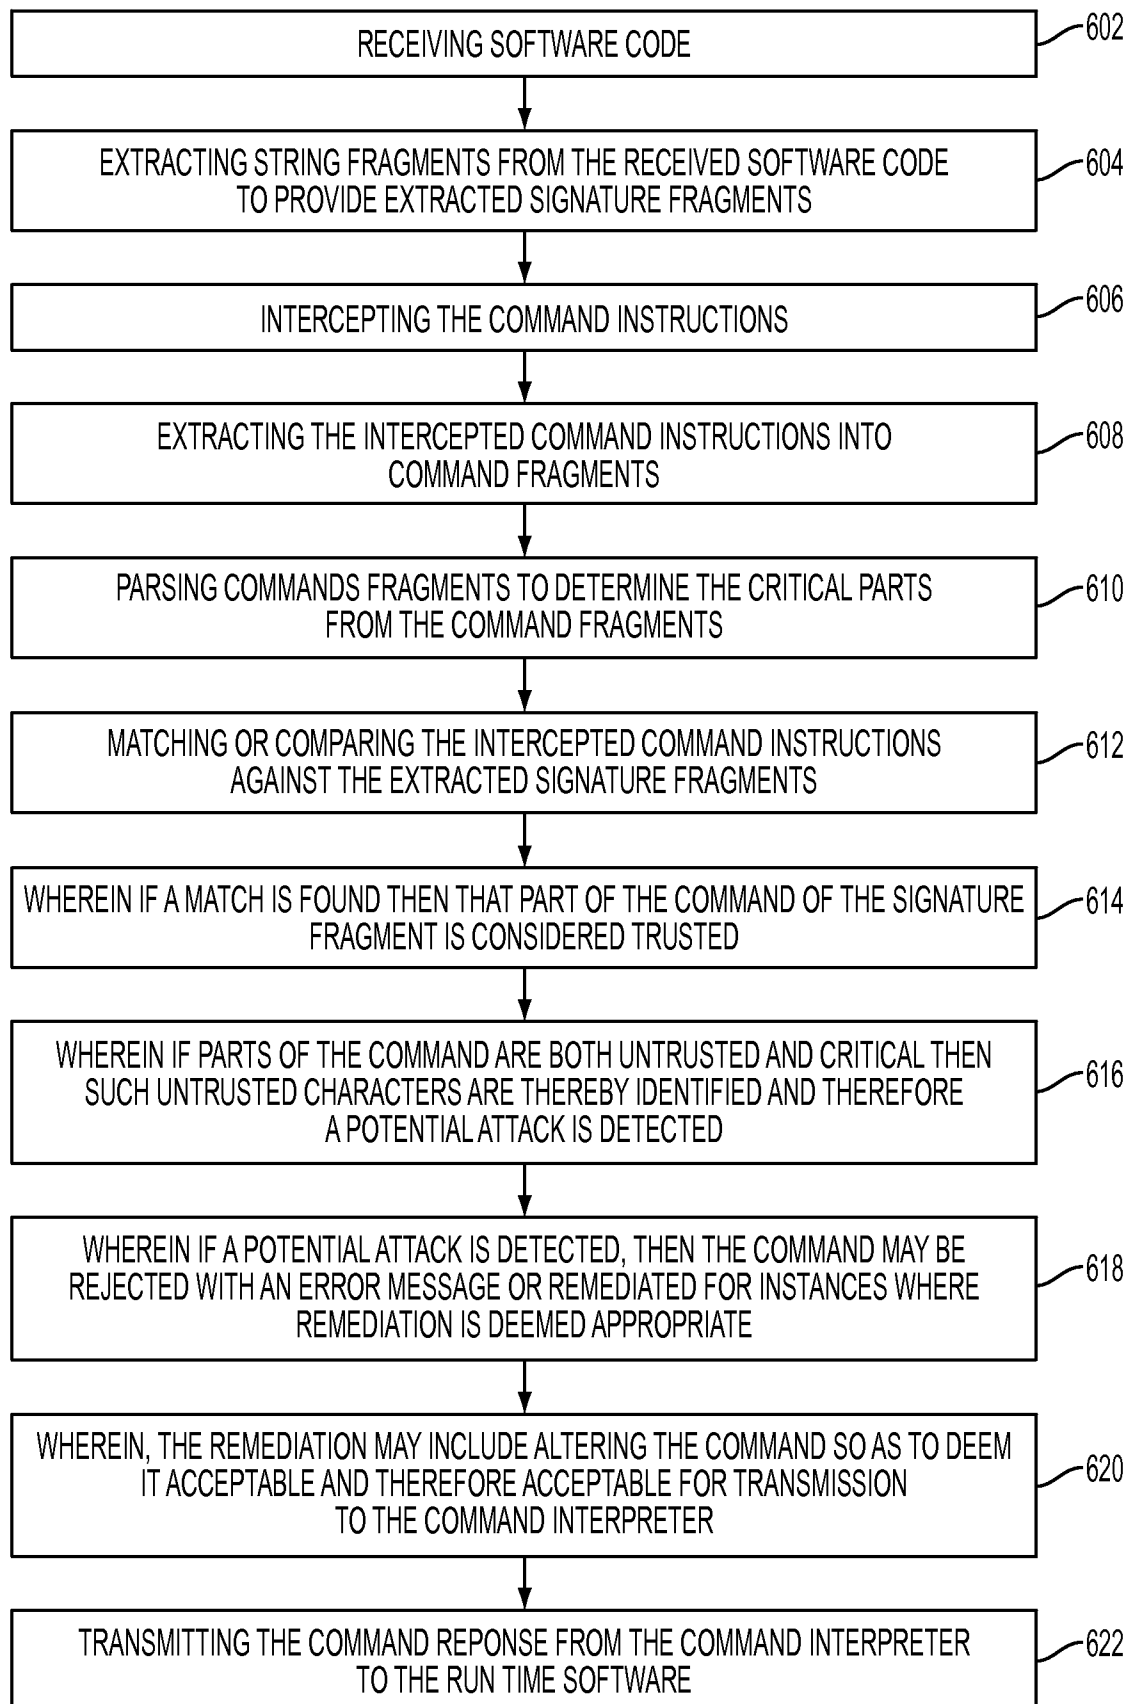 RECEIVING SOFTWARE CODE
602
EXTRACTING STRING FRAGMENTS FROM THE RECEIVED SOFTWARE CODE
TO PROVIDE EXTRACTED SIGNATURE FRAGMENTS
604
INTERCEPTING THE COMMAND INSTRUCTIONS
606
EXTRACTING THE INTERCEPTED COMMAND INSTRUCTIONS INTO
COMMAND FRAGMENTS
608
PARSING COMMANDS FRAGMENTS TO DETERMINE THE CRITICAL PARTS
FROM THE COMMAND FRAGMENTS
610
MATCHING OR COMPARING THE INTERCEPTED COMMAND INSTRUCTIONS
AGAINST THE EXTRACTED SIGNATURE FRAGMENTS
612
WHEREIN IF A MATCH IS FOUND THEN THAT PART OF THE COMMAND OF THE SIGNATURE
FRAGMENT IS CONSIDERED TRUSTED
614
WHEREIN IF PARTS OF THE COMMAND ARE BOTH UNTRUSTED AND CRITICAL THEN
SUCH UNTRUSTED CHARACTERS ARE THEREBY IDENTIFIED AND THEREFORE
A POTENTIAL ATTACK IS DETECTED
616
WHEREIN IF A POTENTIAL ATTACK IS DETECTED, THEN THE COMMAND MAY BE
REJECTED WITH AN ERROR MESSAGE OR REMEDIATED FOR INSTANCES WHERE
REMEDIATION IS DEEMED APPROPRIATE
618
WHEREIN, THE REMEDIATION MAY INCLUDE ALTERING THE COMMAND SO AS TO DEEM
IT ACCEPTABLE AND THEREFORE ACCEPTABLE FOR TRANSMISSION
TO THE COMMAND INTERPRETER
620
TRANSMITTING THE COMMAND REPONSE FROM THE COMMAND INTERPRETER
TO THE RUN TIME SOFTWARE
622